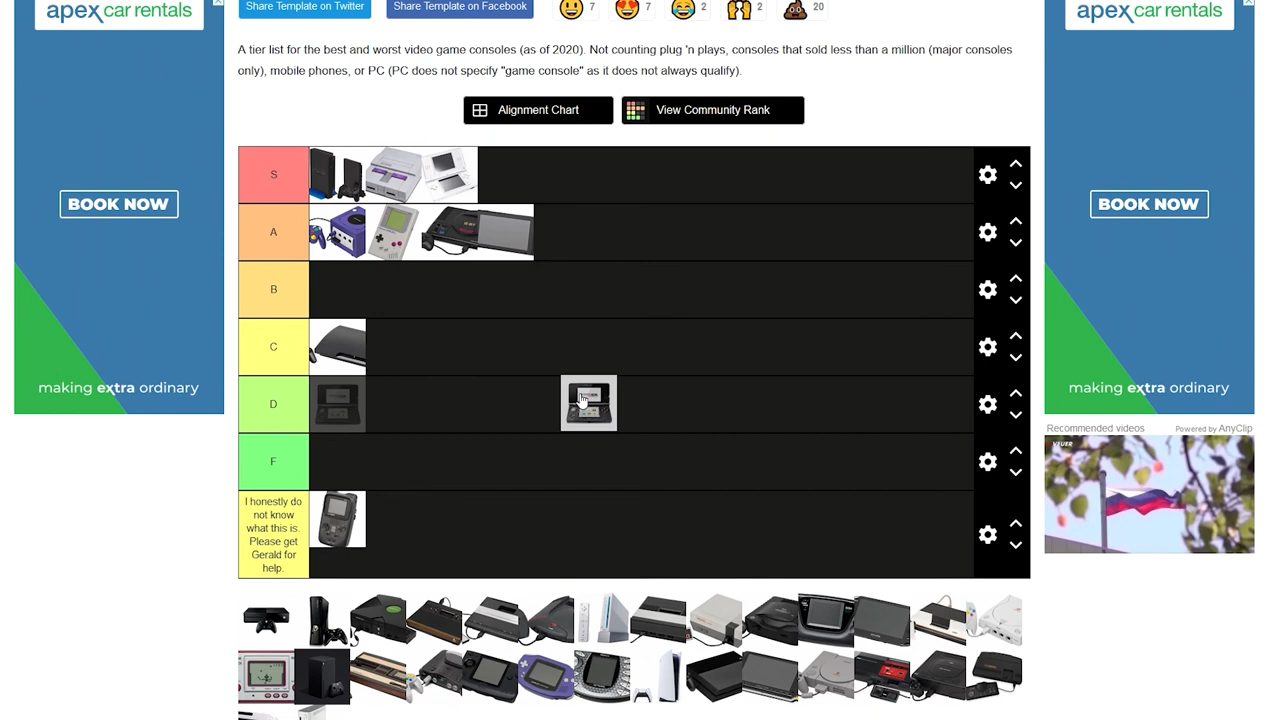 apex car rentals
Share Template on Twitter
Share Template on Facebook
7
7
2
2
20
apex car rentals
A tier list for the best and worst video game consoles (as of 2020). Not counting plug 'n plays, consoles that sold less than a million (major consoles
only), mobile phones, or PC (PC does not specify "game console" as it does not always qualify).
Alignment Chart
View Community Rank
BOOK NOW
BOOK NOW
S
A
B
C
D
F
I honestly do
not know
what this is.
Please get
Gerald for
help.
making extra ordinary
making extra ordinary
Recommended videos
Powered by AnyClip
VEUER